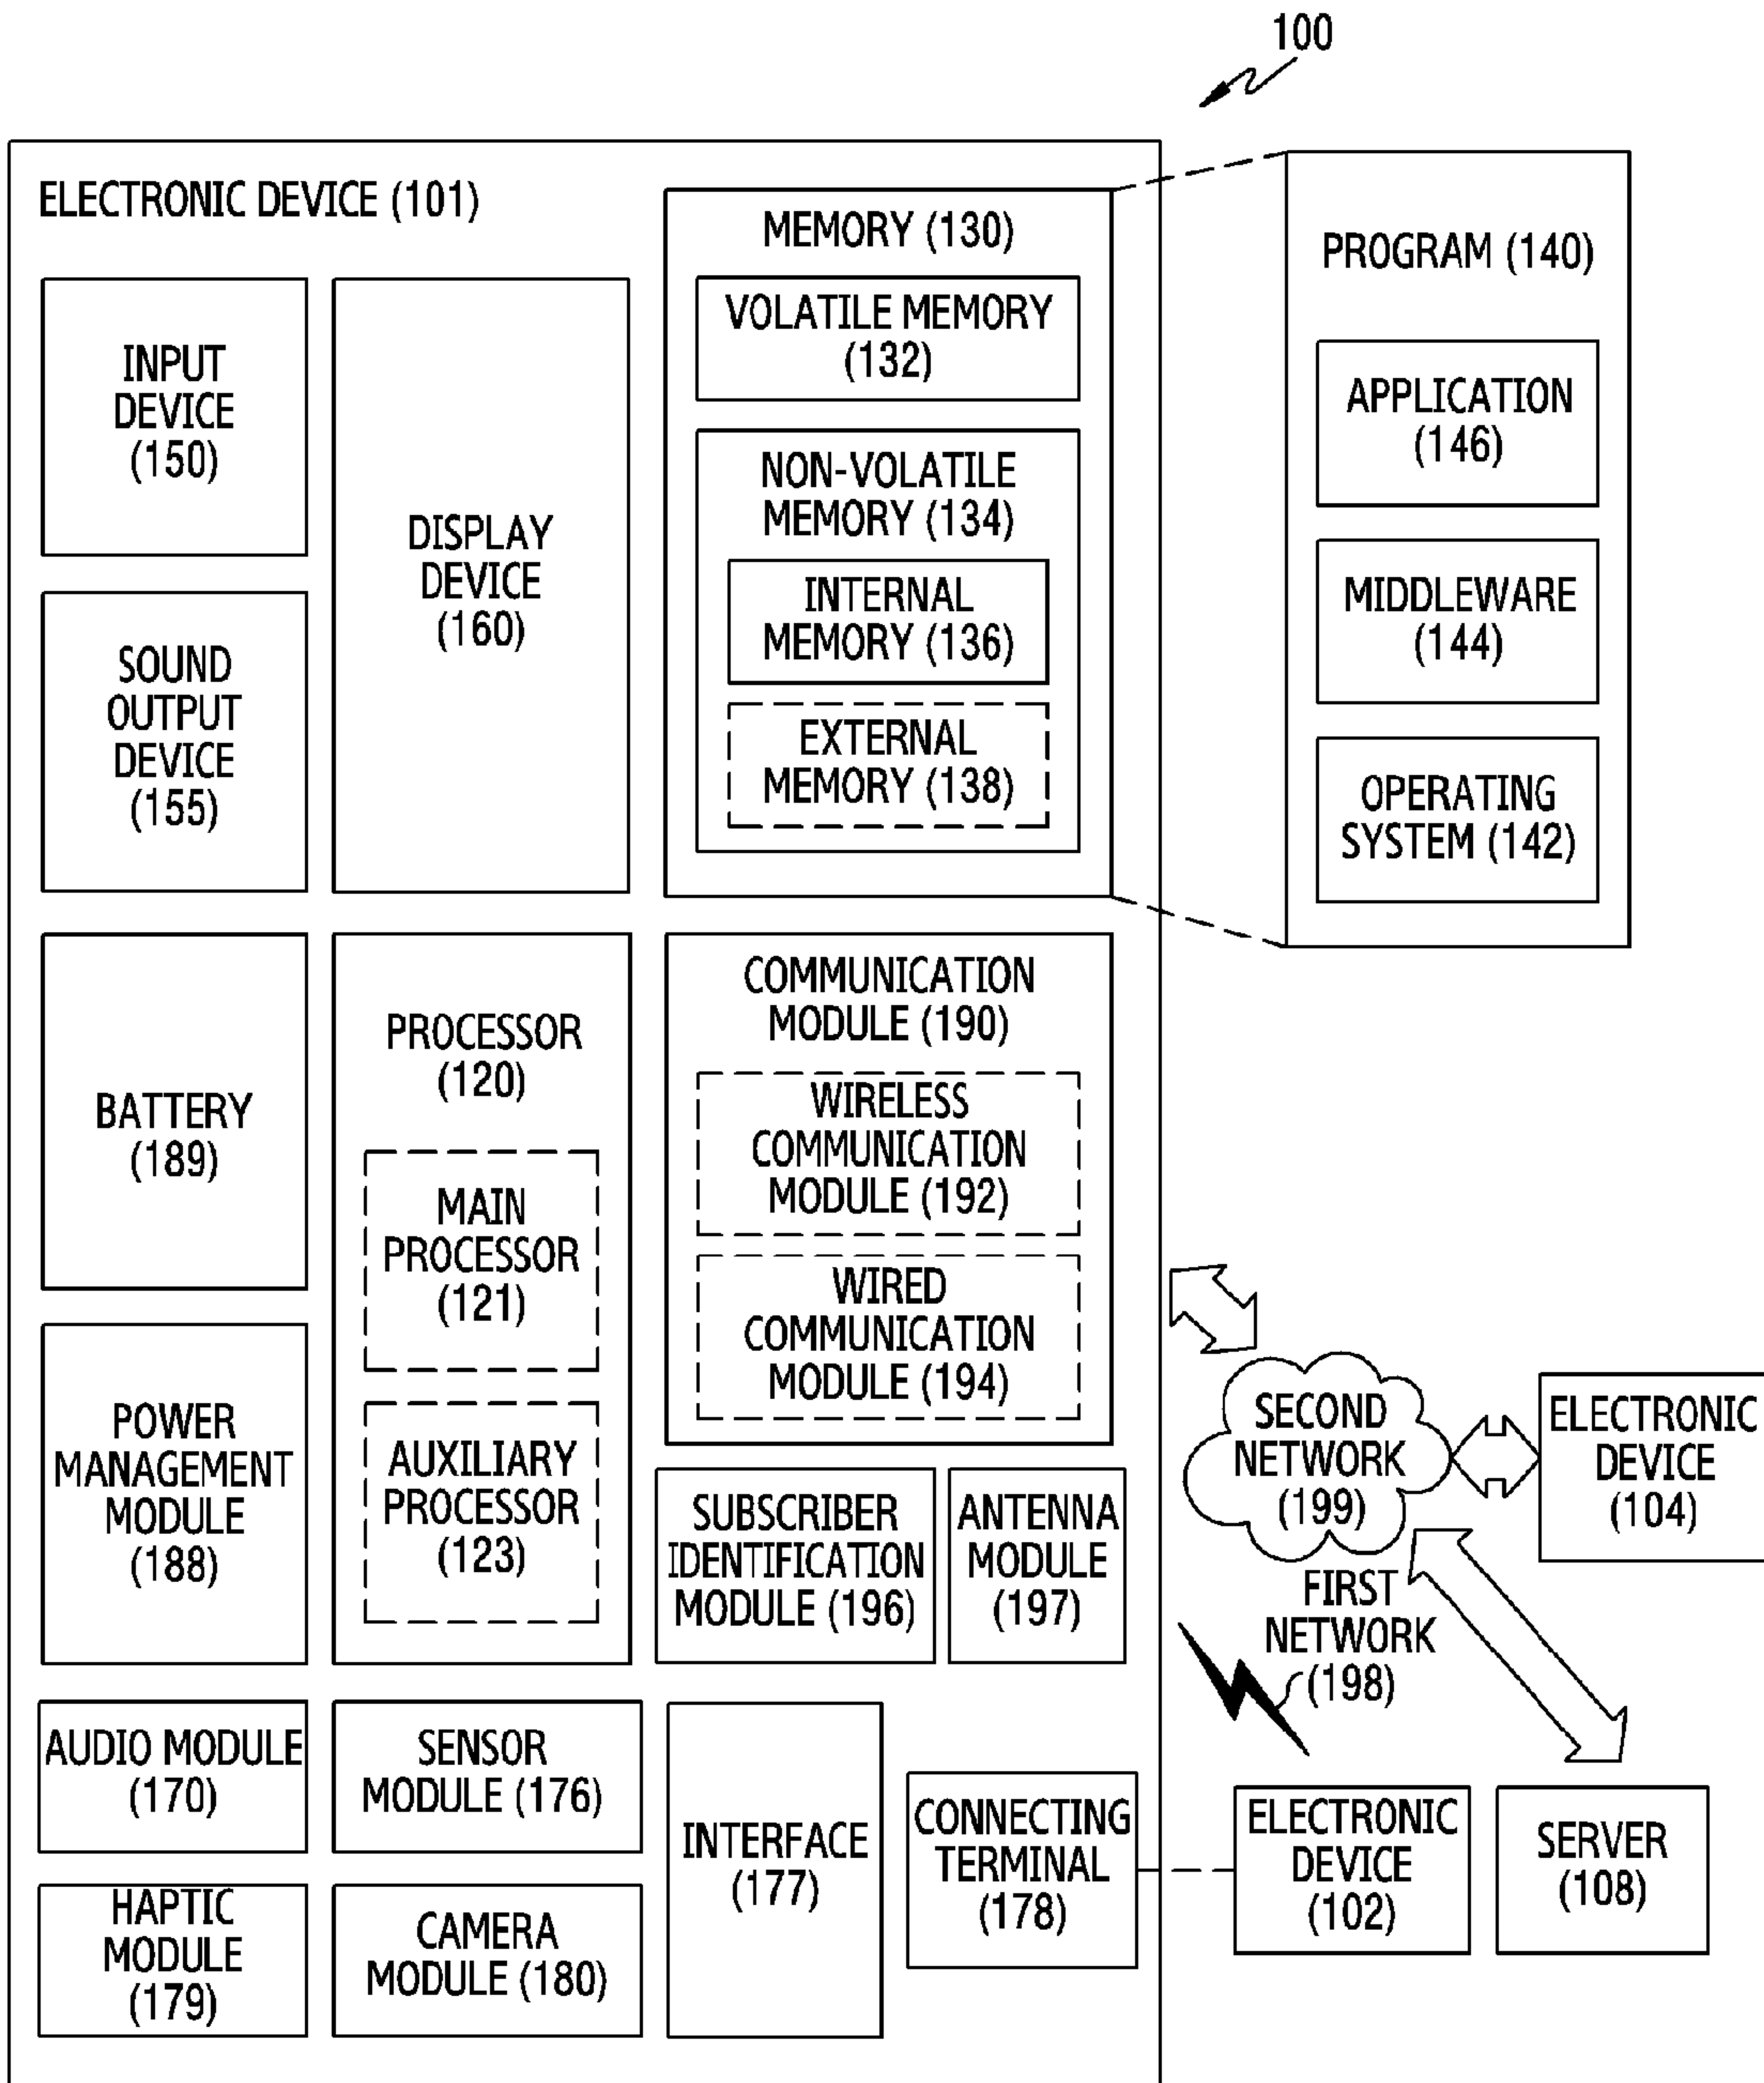 100
ELECTRONIC DEVICE (101)
INPUT
DEVICE
(150)
SOUND
OUTPUT
DEVICE
(155)
DISPLAY
DEVICE
(160)
MEMORY (130)
VOLATILE MEMORY
(132)
NON-VOLATILE
MEMORY (134)
INTERNAL
MEMORY (136)
EXTERNAL
MEMORY (138)
PROGRAM (140)
APPLICATION
(146)
MIDDLEWARE
(144)
OPERATING
SYSTEM (142)
BATTERY
(189)
POWER
MANAGEMENT
MODULE
(188)
PROCESSOR
(120)
MAIN
PROCESSOR
(121)
AUXILIARY
PROCESSOR
(123)
COMMUNICATION
MODULE (190)
WIRELESS
COMMUNICATION
MODULE (192)
WIRED
COMMUNICATION
MODULE (194)
SUBSCRIBER
IDENTIFICATION
MODULE (196)
ANTENNA
MODULE
(197)
SECOND
NETWORK
(199)
ELECTRONIC
DEVICE
(104)
FIRST
NETWORK
(198)
AUDIO MODULE
(170)
SENSOR
MODULE (176)
INTERFACE
(177)
CONNECTING
TERMINAL
(178)
ELECTRONIC
DEVICE
(102)
SERVER
(108)
HAPTIC
MODULE
(179)
CAMERA
MODULE (180)